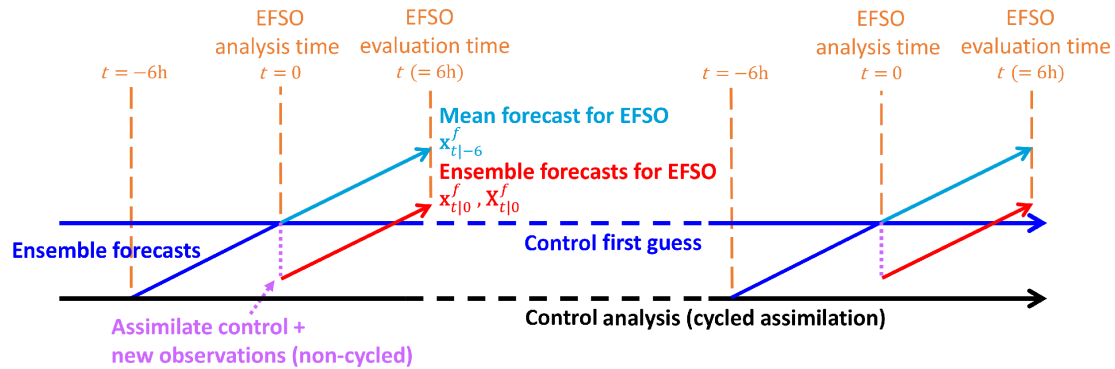 EFSO
analysis time
t = 0
EFSO
evaluation time
t (= 6h)
t = −6h
EFSO
analysis time
t = 0
EFSO
evaluation time
t (= 6h)
t = −6h
Mean forecast for EFSO
x^f_{t|−6}
Ensemble forecasts for EFSO
x^f_{t|0} , X^f_{t|0}
Ensemble forecasts
Control first guess
Control analysis (cycled assimilation)
Assimilate control +
new observations (non-cycled)